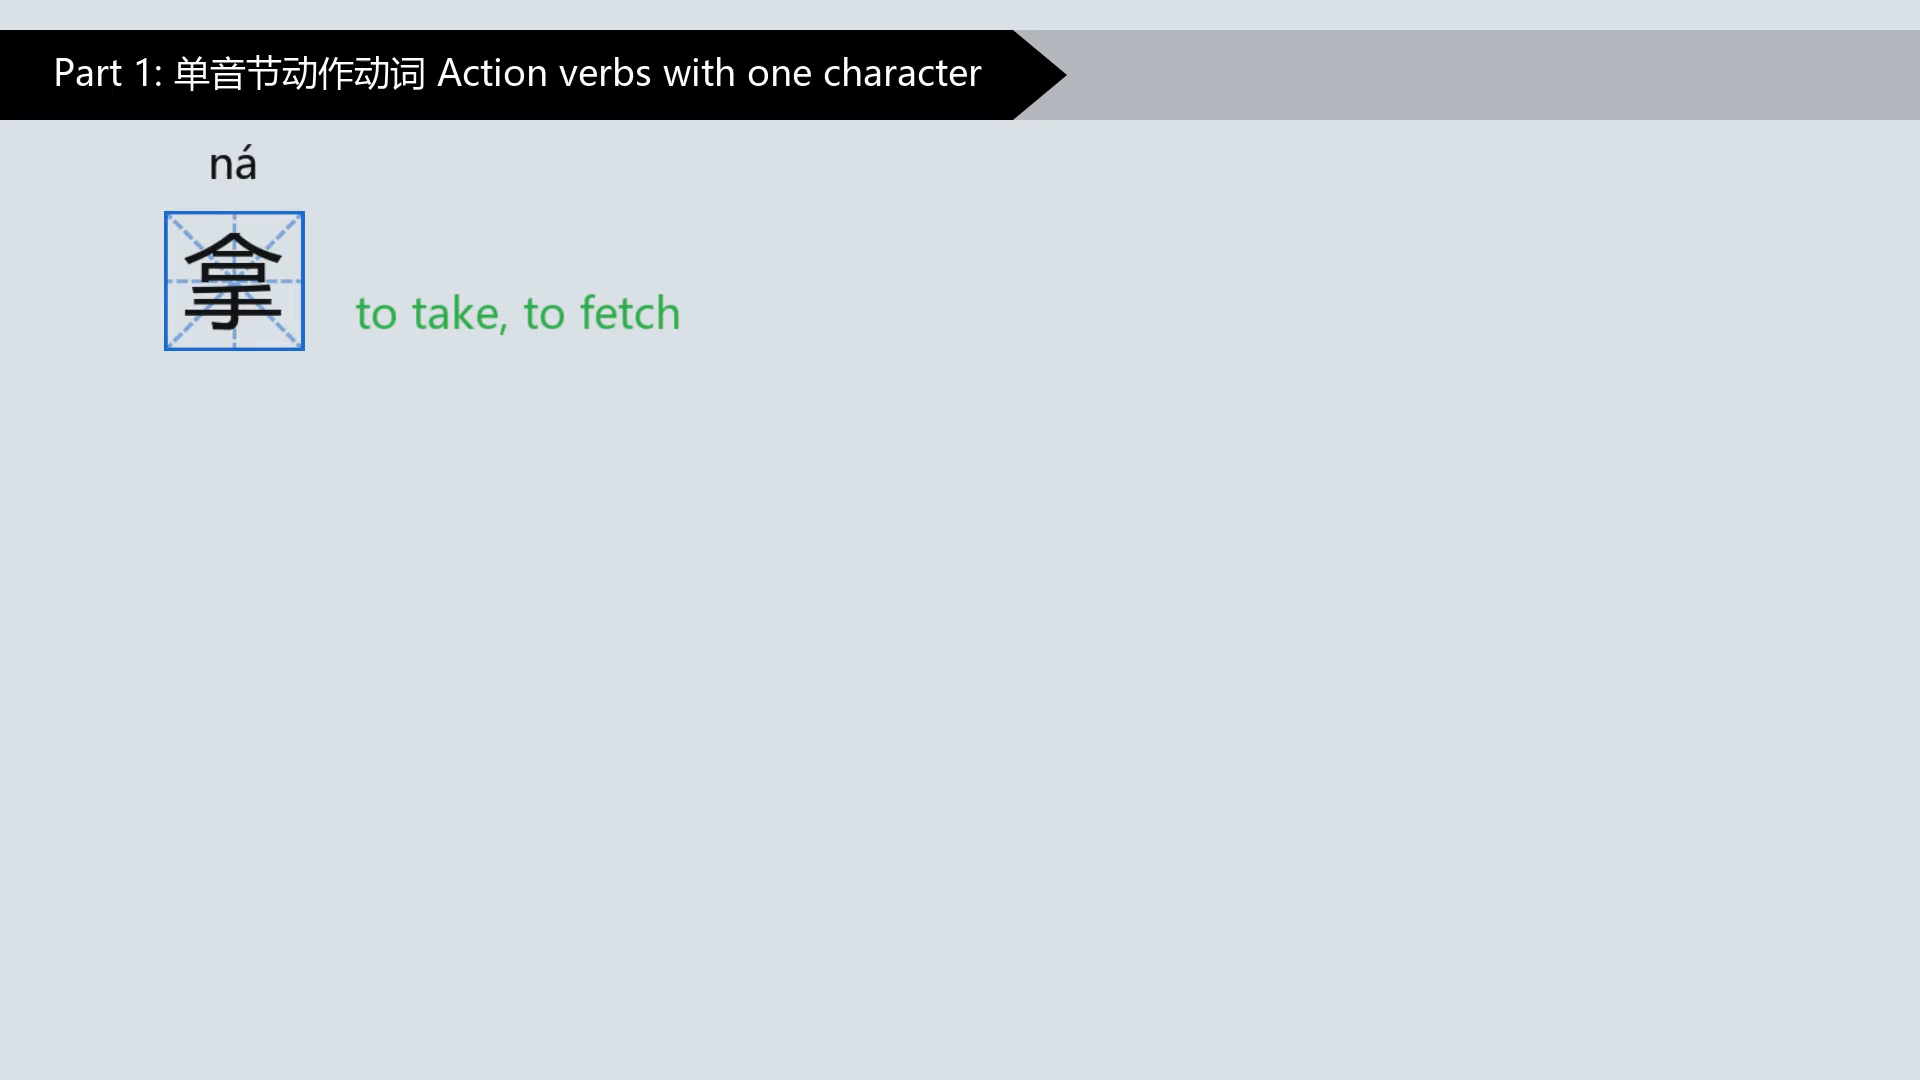 Part 1: 单音节动作动词 Action verbs with one character
ná
拿
to take, to fetch